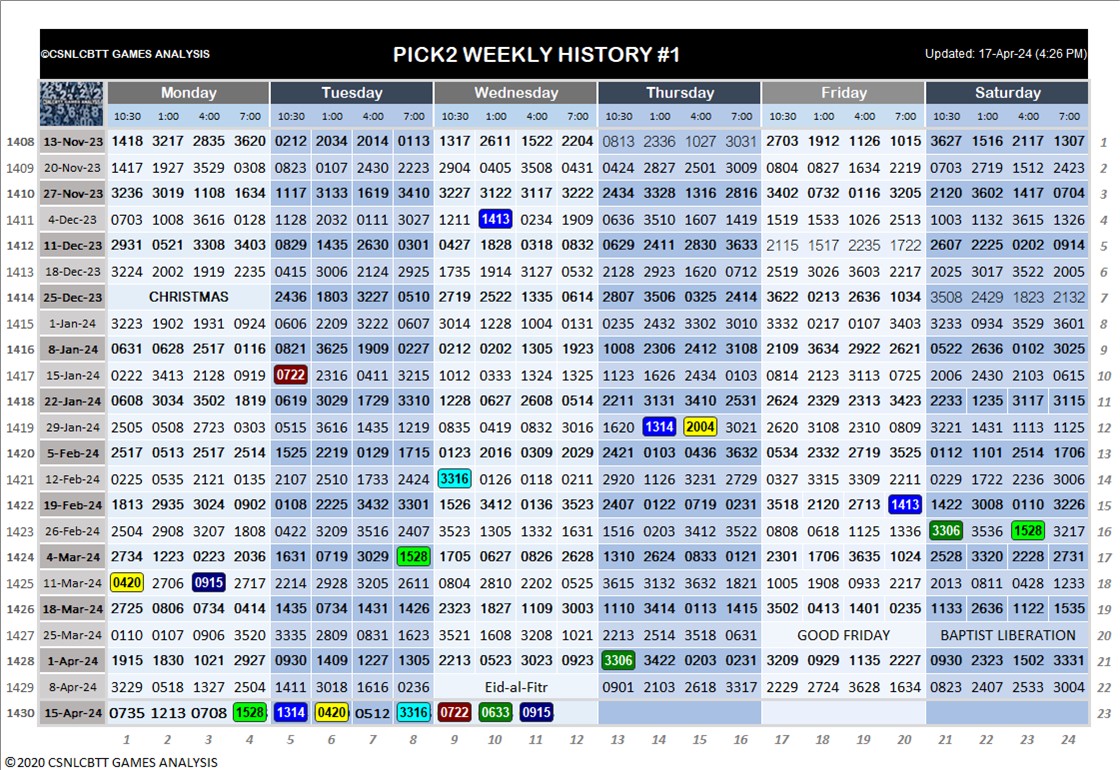 ©CSNLCBTT GAMES ANALYSIS PICK2 WEEKLY HISTORY #1 Updated: 17-Apr-24 (4:26 PM)
Monday Tuesday Wednesday Thursday Friday Saturday
10:30 1:00 4:00 7:00 10:30 1:00 4:00 8:00 10:30 1:00 4:00 7:00 10:30 1:00 4:00 7:00 10:30 1:00 4:00 7:00 10:30 1:00 4:00 7:00
1408 13-Nov-23 1418 3217 2835 3620 0212 2034 2014 0113 1317 2611 1522 2204 0813 2336 1027 3031 2703 1912 1126 1015 3627 1516 2117 1307 1
1409 20-Nov-23 1417 1927 3529 0308 0823 0107 2430 2223 2904 0405 3508 0431 0424 2827 2501 3009 0804 0827 1634 2219 0703 2719 1512 2423 2
1410 27-Nov-23 3236 3019 1108 1634 1117 3133 1619 3410 3227 3122 3117 3222 2434 3328 1316 2816 3402 0732 0116 3205 2120 3602 1417 0704 3
1411 4-Dec-23 0703 1008 3616 0128 1128 2032 0111 3027 1211 1413 0234 1909 0636 3510 1607 1419 1519 1533 1026 2513 1003 1132 3615 1326 4
1412 11-Dec-23 2931 0521 3308 3403 0829 1435 2630 0301 0427 1828 0318 0832 0629 2411 2830 3633 2115 1517 2235 1722 2607 2225 0202 0914 5
1413 18-Dec-23 3224 2002 1919 2235 0415 3006 2124 2925 1735 1914 3127 0532 2128 2923 1620 0712 2519 3026 3603 2217 2025 3017 3522 2005 6
1414 25-Dec-23 CHRISTMAS 2436 1803 3227 0510 2719 2522 1335 0614 2807 3506 0325 2414 3622 0213 2636 1034 3508 2429 1823 2132 7
1415 1-Jan-24 3223 1902 1931 0924 0606 2209 3222 0607 3014 1228 1004 0131 0235 2432 3302 3010 3332 0217 0107 3403 3233 0934 3529 3601 8
1416 8-Jan-24 0631 0628 2517 0116 0821 3625 1909 0227 0212 0202 1305 1923 1008 2306 2412 3108 2109 3634 2922 2621 0522 2636 0102 3025 9
1417 15-Jan-24 0222 3413 2128 0919 0722 2316 0411 3215 1012 0333 1324 1325 1123 1626 2434 0103 0814 2123 3113 0725 2006 2430 2103 0615 10
1418 22-Jan-24 0608 3034 3502 1819 0619 3029 1729 3310 1228 0627 2608 0514 2211 3131 3410 2531 2624 2329 2313 3423 2233 1235 3117 3115 11
1419 29-Jan-24 2505 0508 2723 0303 0515 3616 1435 1219 0835 0419 0832 3016 1620 1314 2004 3021 2620 3108 2310 0809 3221 1431 1113 1125 12
1420 5-Feb-24 2517 0513 2517 2514 1525 2219 0129 1715 0123 2016 0309 2029 2421 0103 0436 3632 0534 2332 2719 3525 0112 1101 2514 1706 13
1421 12-Feb-24 0225 0535 2121 0135 2107 2510 1733 2424 3316 0126 0118 0211 2920 1126 3231 2729 0327 3315 3309 2211 0229 1722 2236 3006 14
1422 19-Feb-24 1813 2935 3024 0902 0108 2225 3432 3301 1526 3412 0136 3523 2407 0122 0719 0231 3518 2120 2713 1413 1422 3008 0110 3226 15
1423 26-Feb-24 2504 2908 3207 1808 0422 3209 3516 2407 3523 1305 1332 1631 1516 0203 3412 3522 0808 0618 1125 1336 3306 3536 1528 3217 16
1424 4-Mar-24 2734 1223 0223 2036 1631 0719 3029 1528 1705 0627 0826 2628 1310 2624 0833 0121 2301 1706 3335 1024 2528 3320 2228 2731 17
1425 11-Mar-24 0420 2706 0915 2717 2214 2928 3205 2611 0804 2810 2202 0525 3615 3132 3632 1821 1005 1908 0933 2217 2013 0811 0428 1233 18
1426 18-Mar-24 2725 0806 0734 0414 1435 0734 1431 1426 2323 1827 1109 3003 1110 3414 0113 1415 3502 0413 1401 0235 1133 2636 1122 1535 19
1427 25-Mar-24 0110 0107 0906 3520 3335 2809 0831 1623 3521 1608 3208 1021 2213 2514 3518 0631 GOOD FRIDAY BAPTIST LIBERATION 20
1428 1-Apr-24 1915 1830 1021 2927 0930 1409 1227 1305 2213 0523 3023 0923 3306 3422 0203 0231 3209 0929 1135 2227 0930 2323 1502 3331 21
1429 8-Apr-24 3229 0518 1327 2504 1411 3018 1616 0236 Eid-al-Fitr 0901 2103 2618 3317 2229 2724 3628 1634 0823 2407 2533 3004 22
1430 15-Apr-24 0735 1213 0708 1528 1314 0420 0512 3316 0722 0633 0915 23
1 2 3 4 5 6 7 8 9 10 11 12 13 14 15 16 17 18 19 20 21 22 23 24
©2020 CSNLCBTT GAMES ANALYSIS